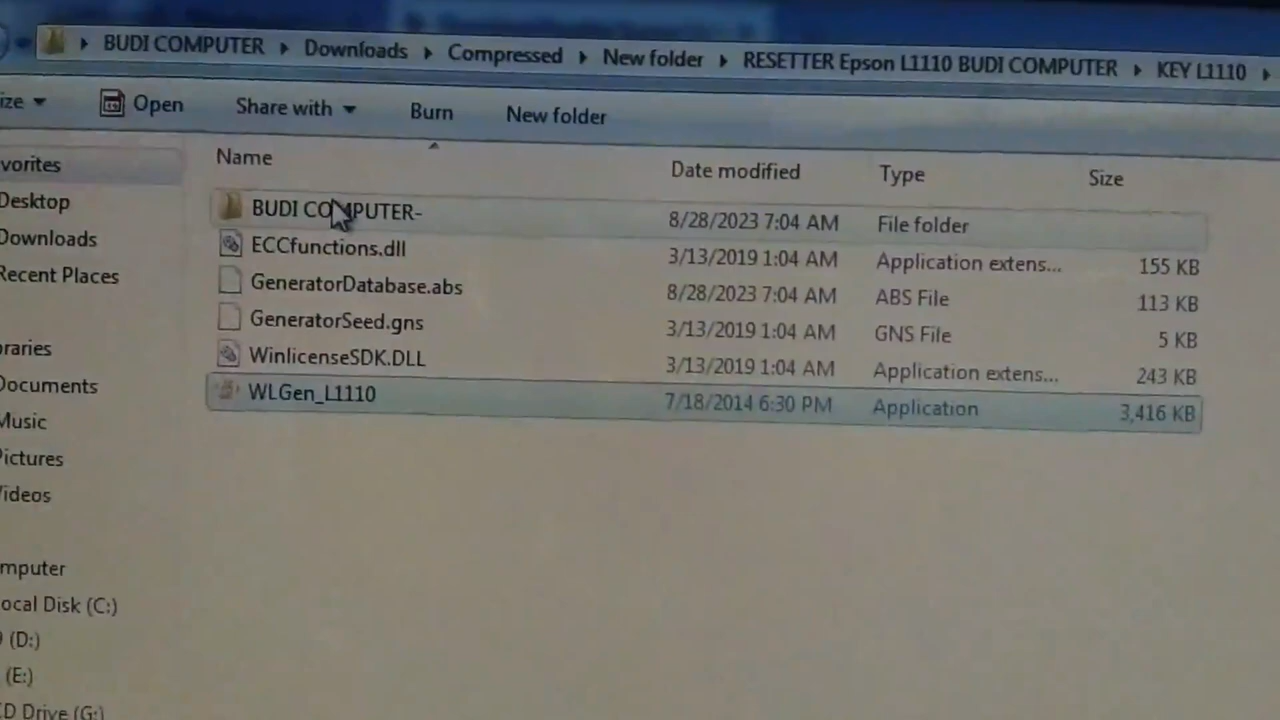 BUDI COMPUTER Downloads Compressed New folder RESETTER Epson L1110 BUDI COMPUTER KEY L1110
ize Open Share with Burn New folder
Name Date modified Type Size
vorites
Desktop
Downloads
Recent Places
raries
Documents
Music
Pictures
Videos
mputer
ocal Disk (C:)
(D:)
(E:)
CD Drive (G:)
BUDI COMPUTER- 8/28/2023 7:04 AM File folder
ECCfunctions.dll 3/13/2019 1:04 AM Application extens... 155 KB
GeneratorDatabase.abs 8/28/2023 7:04 AM ABS File 113 KB
GeneratorSeed.gns 3/13/2019 1:04 AM GNS File 5 KB
WinlicenseSDK.DLL 3/13/2019 1:04 AM Application extens... 243 KB
WLGen_L1110 7/18/2014 6:30 PM Application 3,416 KB